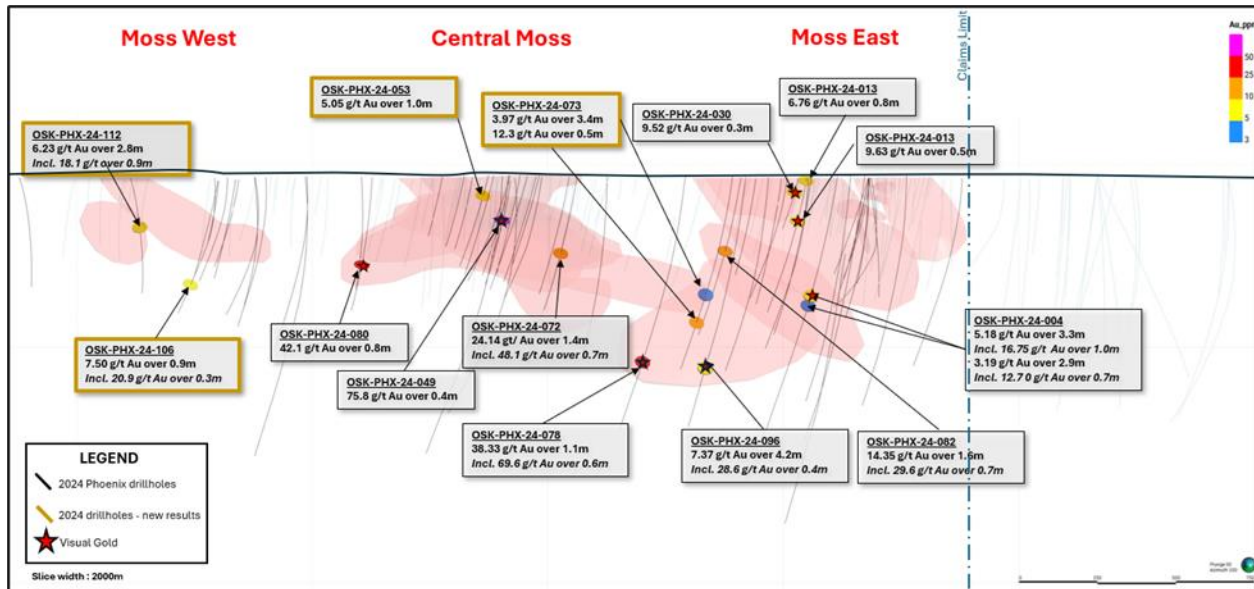 Moss West
Central Moss
Moss East
Claims Limit
Au_ppm
50
25
10
5
3
OSK-PHX-24-112
6.23 g/t Au over 2.8m
Incl. 18.1 g/t over 0.9m
OSK-PHX-24-053
5.05 g/t Au over 1.0m
OSK-PHX-24-073
3.97 g/t Au over 3.4m
12.3 g/t Au over 0.5m
OSK-PHX-24-030
9.52 g/t Au over 0.3m
OSK-PHX-24-013
6.76 g/t Au over 0.8m
OSK-PHX-24-013
9.63 g/t Au over 0.5m
OSK-PHX-24-106
7.50 g/t Au over 0.9m
Incl. 20.9 g/t Au over 0.3m
OSK-PHX-24-080
42.1 g/t Au over 0.8m
OSK-PHX-24-049
75.8 g/t Au over 0.4m
OSK-PHX-24-072
24.14 gt/ Au over 1.4m
Incl. 48.1 g/t Au over 0.7m
OSK-PHX-24-078
38.33 g/t Au over 1.1m
Incl. 69.6 g/t Au over 0.6m
OSK-PHX-24-096
7.37 g/t Au over 4.2m
Incl. 28.6 g/t Au over 0.4m
OSK-PHX-24-082
14.35 g/t Au over 1.6m
Incl. 29.6 g/t Au over 0.7m
OSK-PHX-24-004
5.18 g/t Au over 3.3m
Incl. 16.75 g/t Au over 1.0m
3.19 g/t Au over 2.9m
Incl. 12.7 0 g/t Au over 0.7m
LEGEND
2024 Phoenix drillholes
2024 drillholes - new results
Visual Gold
Slice width : 2000m